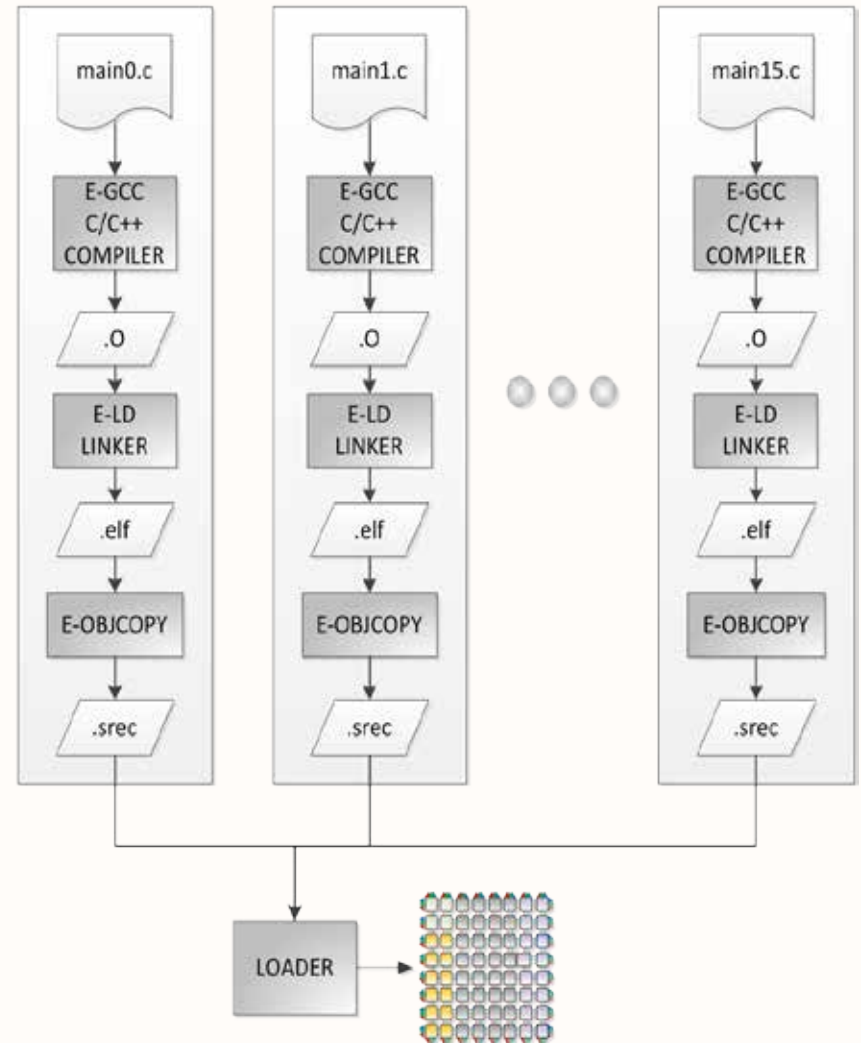 main0.c
E-GCC
C/C++
COMPILER
.O
E-LD
LINKER
.elf
E-OBJCOPY
.srec
main1.c
E-GCC
C/C++
COMPILER
.O
E-LD
LINKER
.elf
E-OBJCOPY
.srec
main15.c
E-GCC
C/C++
COMPILER
.O
E-LD
LINKER
.elf
E-OBJCOPY
.srec
LOADER